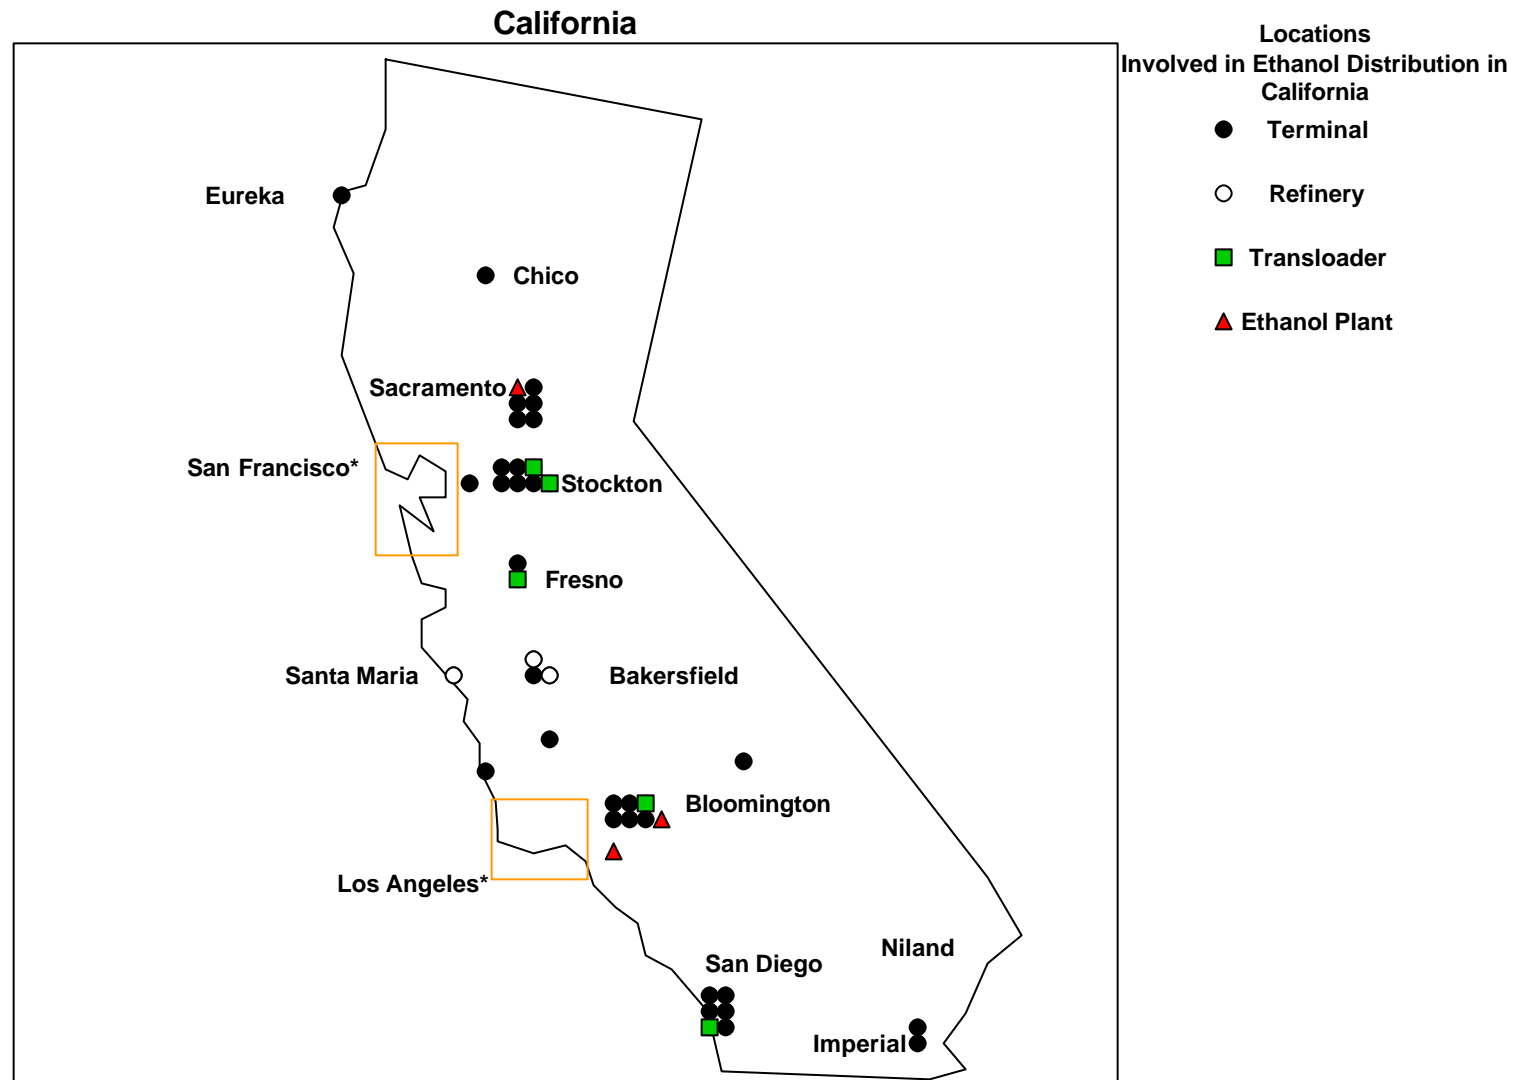 California
Locations
Involved in Ethanol Distribution in
California
Terminal
Refinery
Transloader
Ethanol Plant
Eureka
Chico
Sacramento
San Francisco*
Stockton
Fresno
Santa Maria
Bakersfield
Bloomington
Los Angeles*
Niland
San Diego
Imperial